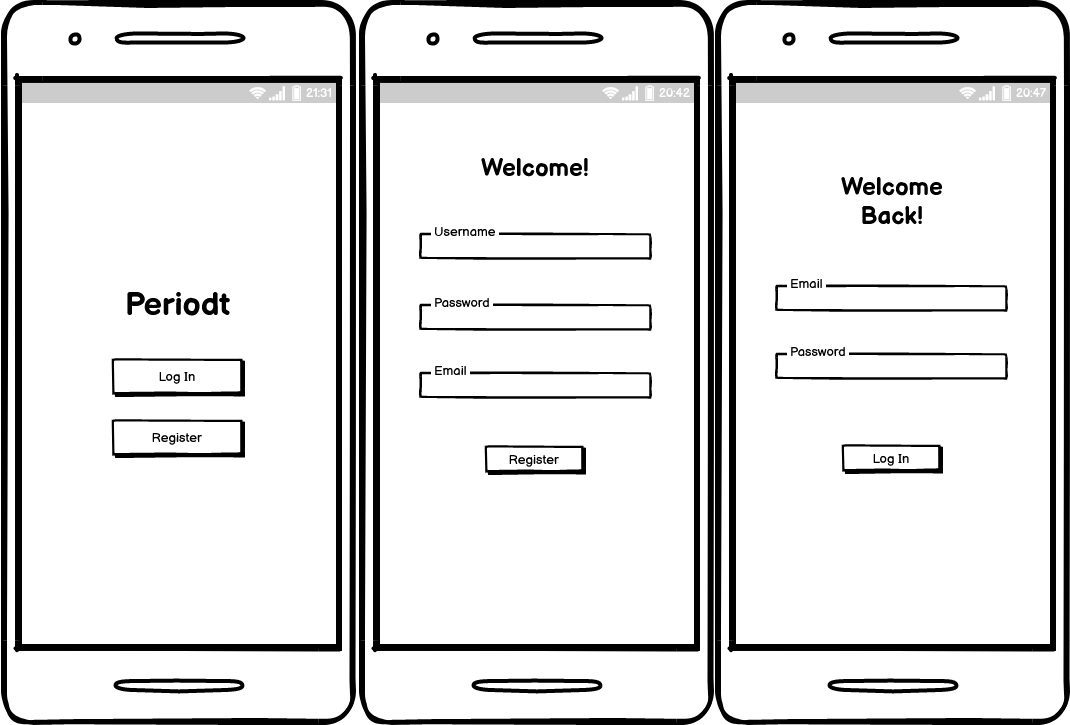 21:31
Periodt
Log In
Register
20:42
Welcome!
Username
Password
Email
Register
20:47
Welcome
Back!
Email
Password
Log In